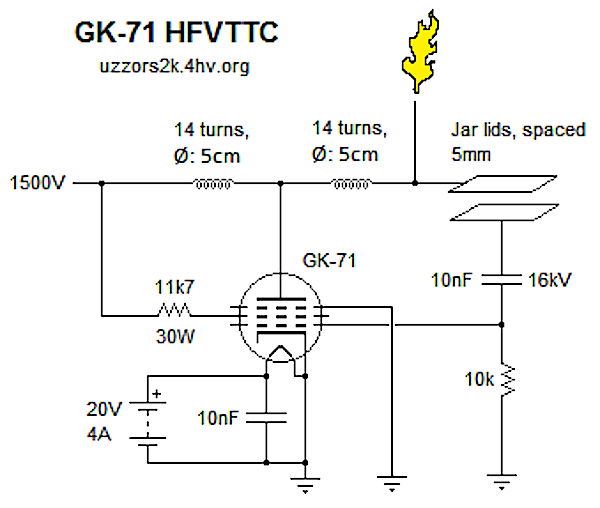 GK-71 HFVTTC
uzzors2k.4hv.org
14 turns,
Ø: 5cm
14 turns,
Ø: 5cm
Jar lids, spaced
5mm
1500V
GK-71
11k7
30W
10nF
16kV
10k
+
20V
4A
10nF